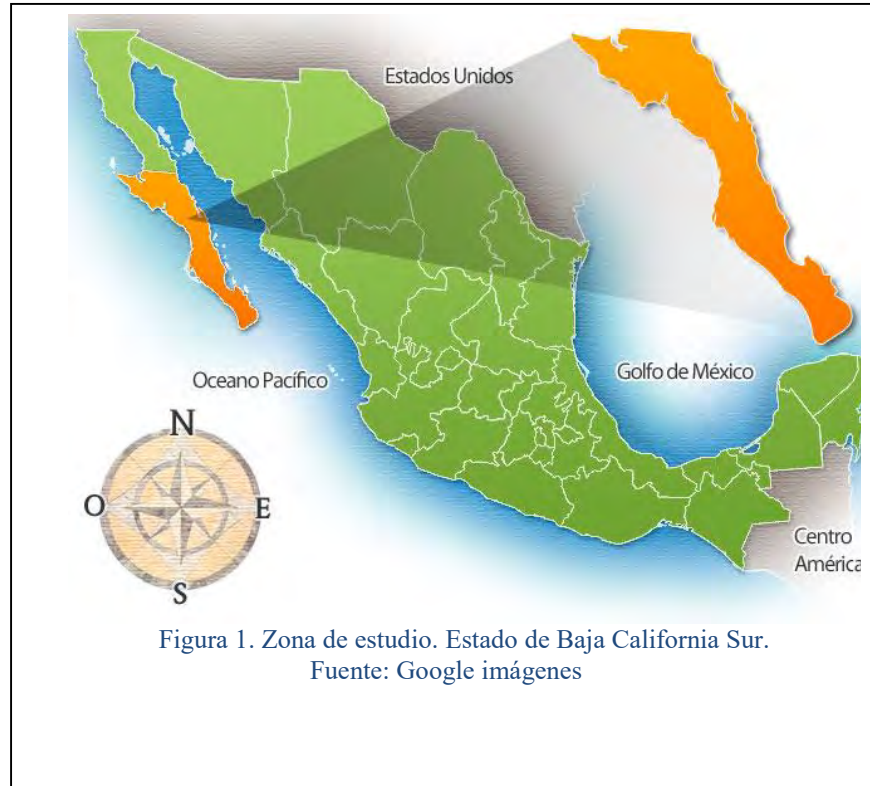 Estados Unidos
Golfo de México
Oceano Pacífico
N
O
E
S
Centro
América
Figura 1. Zona de estudio. Estado de Baja California Sur.
Fuente: Google imágenes